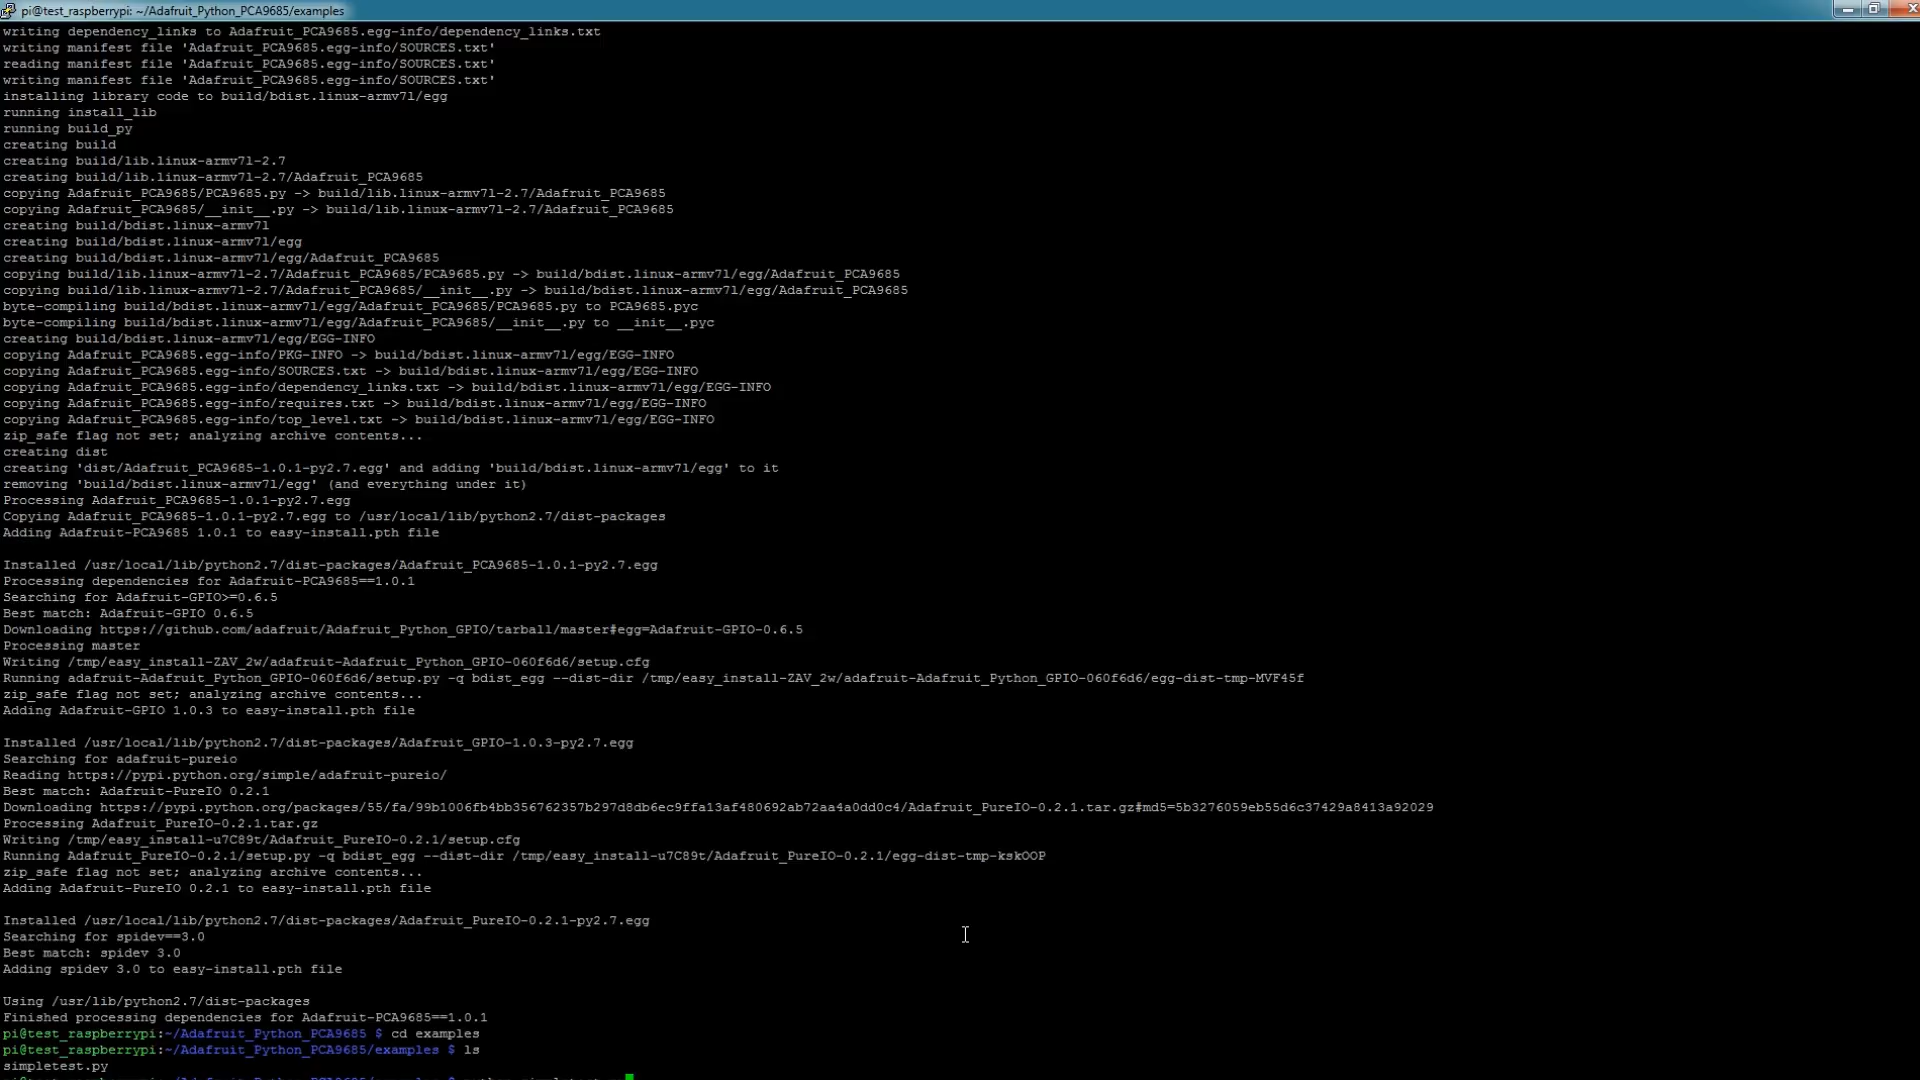 pi@test_raspberrypi: ~/Adafruit_Python_PCA9685/examples
writing dependency_links to Adafruit_PCA9685.egg-info/dependency_links.txt
writing manifest file 'Adafruit_PCA9685.egg-info/SOURCES.txt'
reading manifest file 'Adafruit_PCA9685.egg-info/SOURCES.txt'
writing manifest file 'Adafruit_PCA9685.egg-info/SOURCES.txt'
installing library code to build/bdist.linux-armv7l/egg
running install_lib
running build_py
creating build
creating build/lib.linux-armv7l-2.7
creating build/lib.linux-armv7l-2.7/Adafruit_PCA9685
copying Adafruit_PCA9685/PCA9685.py -> build/lib.linux-armv7l-2.7/Adafruit_PCA9685
copying Adafruit_PCA9685/__init__.py -> build/lib.linux-armv7l-2.7/Adafruit_PCA9685
creating build/bdist.linux-armv7l
creating build/bdist.linux-armv7l/egg
creating build/bdist.linux-armv7l/egg/Adafruit_PCA9685
copying build/lib.linux-armv7l-2.7/Adafruit_PCA9685/PCA9685.py -> build/bdist.linux-armv7l/egg/Adafruit_PCA9685
copying build/lib.linux-armv7l-2.7/Adafruit_PCA9685/__init__.py -> build/bdist.linux-armv7l/egg/Adafruit_PCA9685
byte-compiling build/bdist.linux-armv7l/egg/Adafruit_PCA9685/PCA9685.py to PCA9685.pyc
byte-compiling build/bdist.linux-armv7l/egg/Adafruit_PCA9685/__init__.py to __init__.pyc
creating build/bdist.linux-armv7l/egg/EGG-INFO
copying Adafruit_PCA9685.egg-info/PKG-INFO -> build/bdist.linux-armv7l/egg/EGG-INFO
copying Adafruit_PCA9685.egg-info/SOURCES.txt -> build/bdist.linux-armv7l/egg/EGG-INFO
copying Adafruit_PCA9685.egg-info/dependency_links.txt -> build/bdist.linux-armv7l/egg/EGG-INFO
copying Adafruit_PCA9685.egg-info/requires.txt -> build/bdist.linux-armv7l/egg/EGG-INFO
copying Adafruit_PCA9685.egg-info/top_level.txt -> build/bdist.linux-armv7l/egg/EGG-INFO
zip_safe flag not set; analyzing archive contents...
creating dist
creating 'dist/Adafruit_PCA9685-1.0.1-py2.7.egg' and adding 'build/bdist.linux-armv7l/egg' to it
removing 'build/bdist.linux-armv7l/egg' (and everything under it)
Processing Adafruit_PCA9685-1.0.1-py2.7.egg
Copying Adafruit_PCA9685-1.0.1-py2.7.egg to /usr/local/lib/python2.7/dist-packages
Adding Adafruit-PCA9685 1.0.1 to easy-install.pth file
Installed /usr/local/lib/python2.7/dist-packages/Adafruit_PCA9685-1.0.1-py2.7.egg
Processing dependencies for Adafruit-PCA9685==1.0.1
Searching for Adafruit-GPIO>=0.6.5
Best match: Adafruit-GPIO 0.6.5
Downloading https://github.com/adafruit/Adafruit_Python_GPIO/tarball/master#egg=Adafruit-GPIO-0.6.5
Processing master
Writing /tmp/easy_install-ZAV_2w/adafruit-Adafruit_Python_GPIO-060f6d6/setup.cfg
Running adafruit-Adafruit_Python_GPIO-060f6d6/setup.py -q bdist_egg --dist-dir /tmp/easy_install-ZAV_2w/adafruit-Adafruit_Python_GPIO-060f6d6/egg-dist-tmp-MVF45f
zip_safe flag not set; analyzing archive contents...
Adding Adafruit-GPIO 1.0.3 to easy-install.pth file
Installed /usr/local/lib/python2.7/dist-packages/Adafruit_GPIO-1.0.3-py2.7.egg
Searching for adafruit-pureio
Reading https://pypi.python.org/simple/adafruit-pureio/
Best match: Adafruit-PureIO 0.2.1
Downloading https://pypi.python.org/packages/55/fa/99b1006fb4bb356762357b297d8db6ec9ffa13af480692ab72aa4a0dd0c4/Adafruit_PureIO-0.2.1.tar.gz#md5=5b3276059eb55d6c37429a8413a92029
Processing Adafruit_PureIO-0.2.1.tar.gz
Writing /tmp/easy_install-u7C89t/Adafruit_PureIO-0.2.1/setup.cfg
Running Adafruit_PureIO-0.2.1/setup.py -q bdist_egg --dist-dir /tmp/easy_install-u7C89t/Adafruit_PureIO-0.2.1/egg-dist-tmp-kskOOP
zip_safe flag not set; analyzing archive contents...
Adding Adafruit-PureIO 0.2.1 to easy-install.pth file
Installed /usr/local/lib/python2.7/dist-packages/Adafruit_PureIO-0.2.1-py2.7.egg
Searching for spidev==3.0
Best match: spidev 3.0
Adding spidev 3.0 to easy-install.pth file
Using /usr/lib/python2.7/dist-packages
Finished processing dependencies for Adafruit-PCA9685==1.0.1
pi@test_raspberrypi:~/Adafruit_Python_PCA9685 $ cd examples
pi@test_raspberrypi:~/Adafruit_Python_PCA9685/examples $ ls
simpletest.py